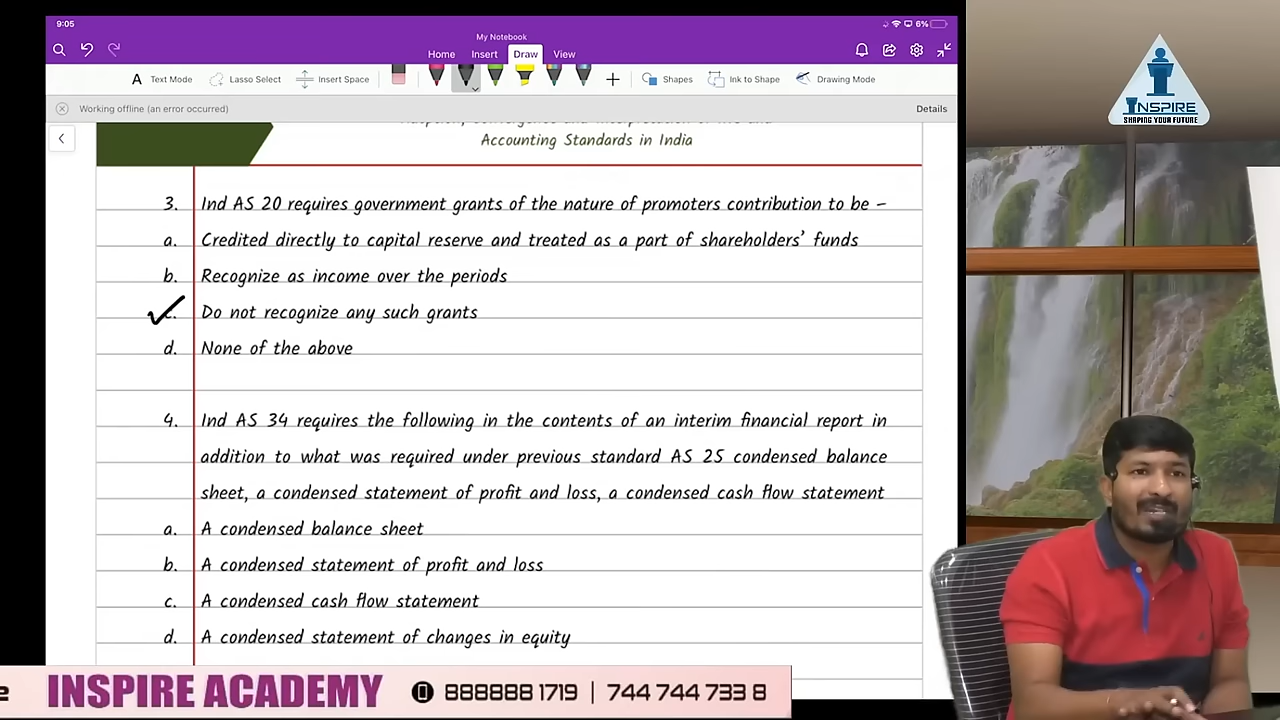 9:05
6%
My Notebook
Home Insert Draw View
Text Mode Lasso Select Insert Space Shapes Ink to Shape Drawing Mode
Working offline (an error occurred) Details
Accounting Standards in India
3. Ind AS 20 requires government grants of the nature of promoters contribution to be –
a. Credited directly to capital reserve and treated as a part of shareholders’ funds
b. Recognize as income over the periods
c. Do not recognize any such grants
d. None of the above
4. Ind AS 34 requires the following in the contents of an interim financial report in
addition to what was required under previous standard AS 25 condensed balance
sheet, a condensed statement of profit and loss, a condensed cash flow statement
a. A condensed balance sheet
b. A condensed statement of profit and loss
c. A condensed cash flow statement
d. A condensed statement of changes in equity
INSPIRE
SHAPING YOUR FUTURE
INSPIRE ACADEMY 888888 1719 | 744 744 733 8